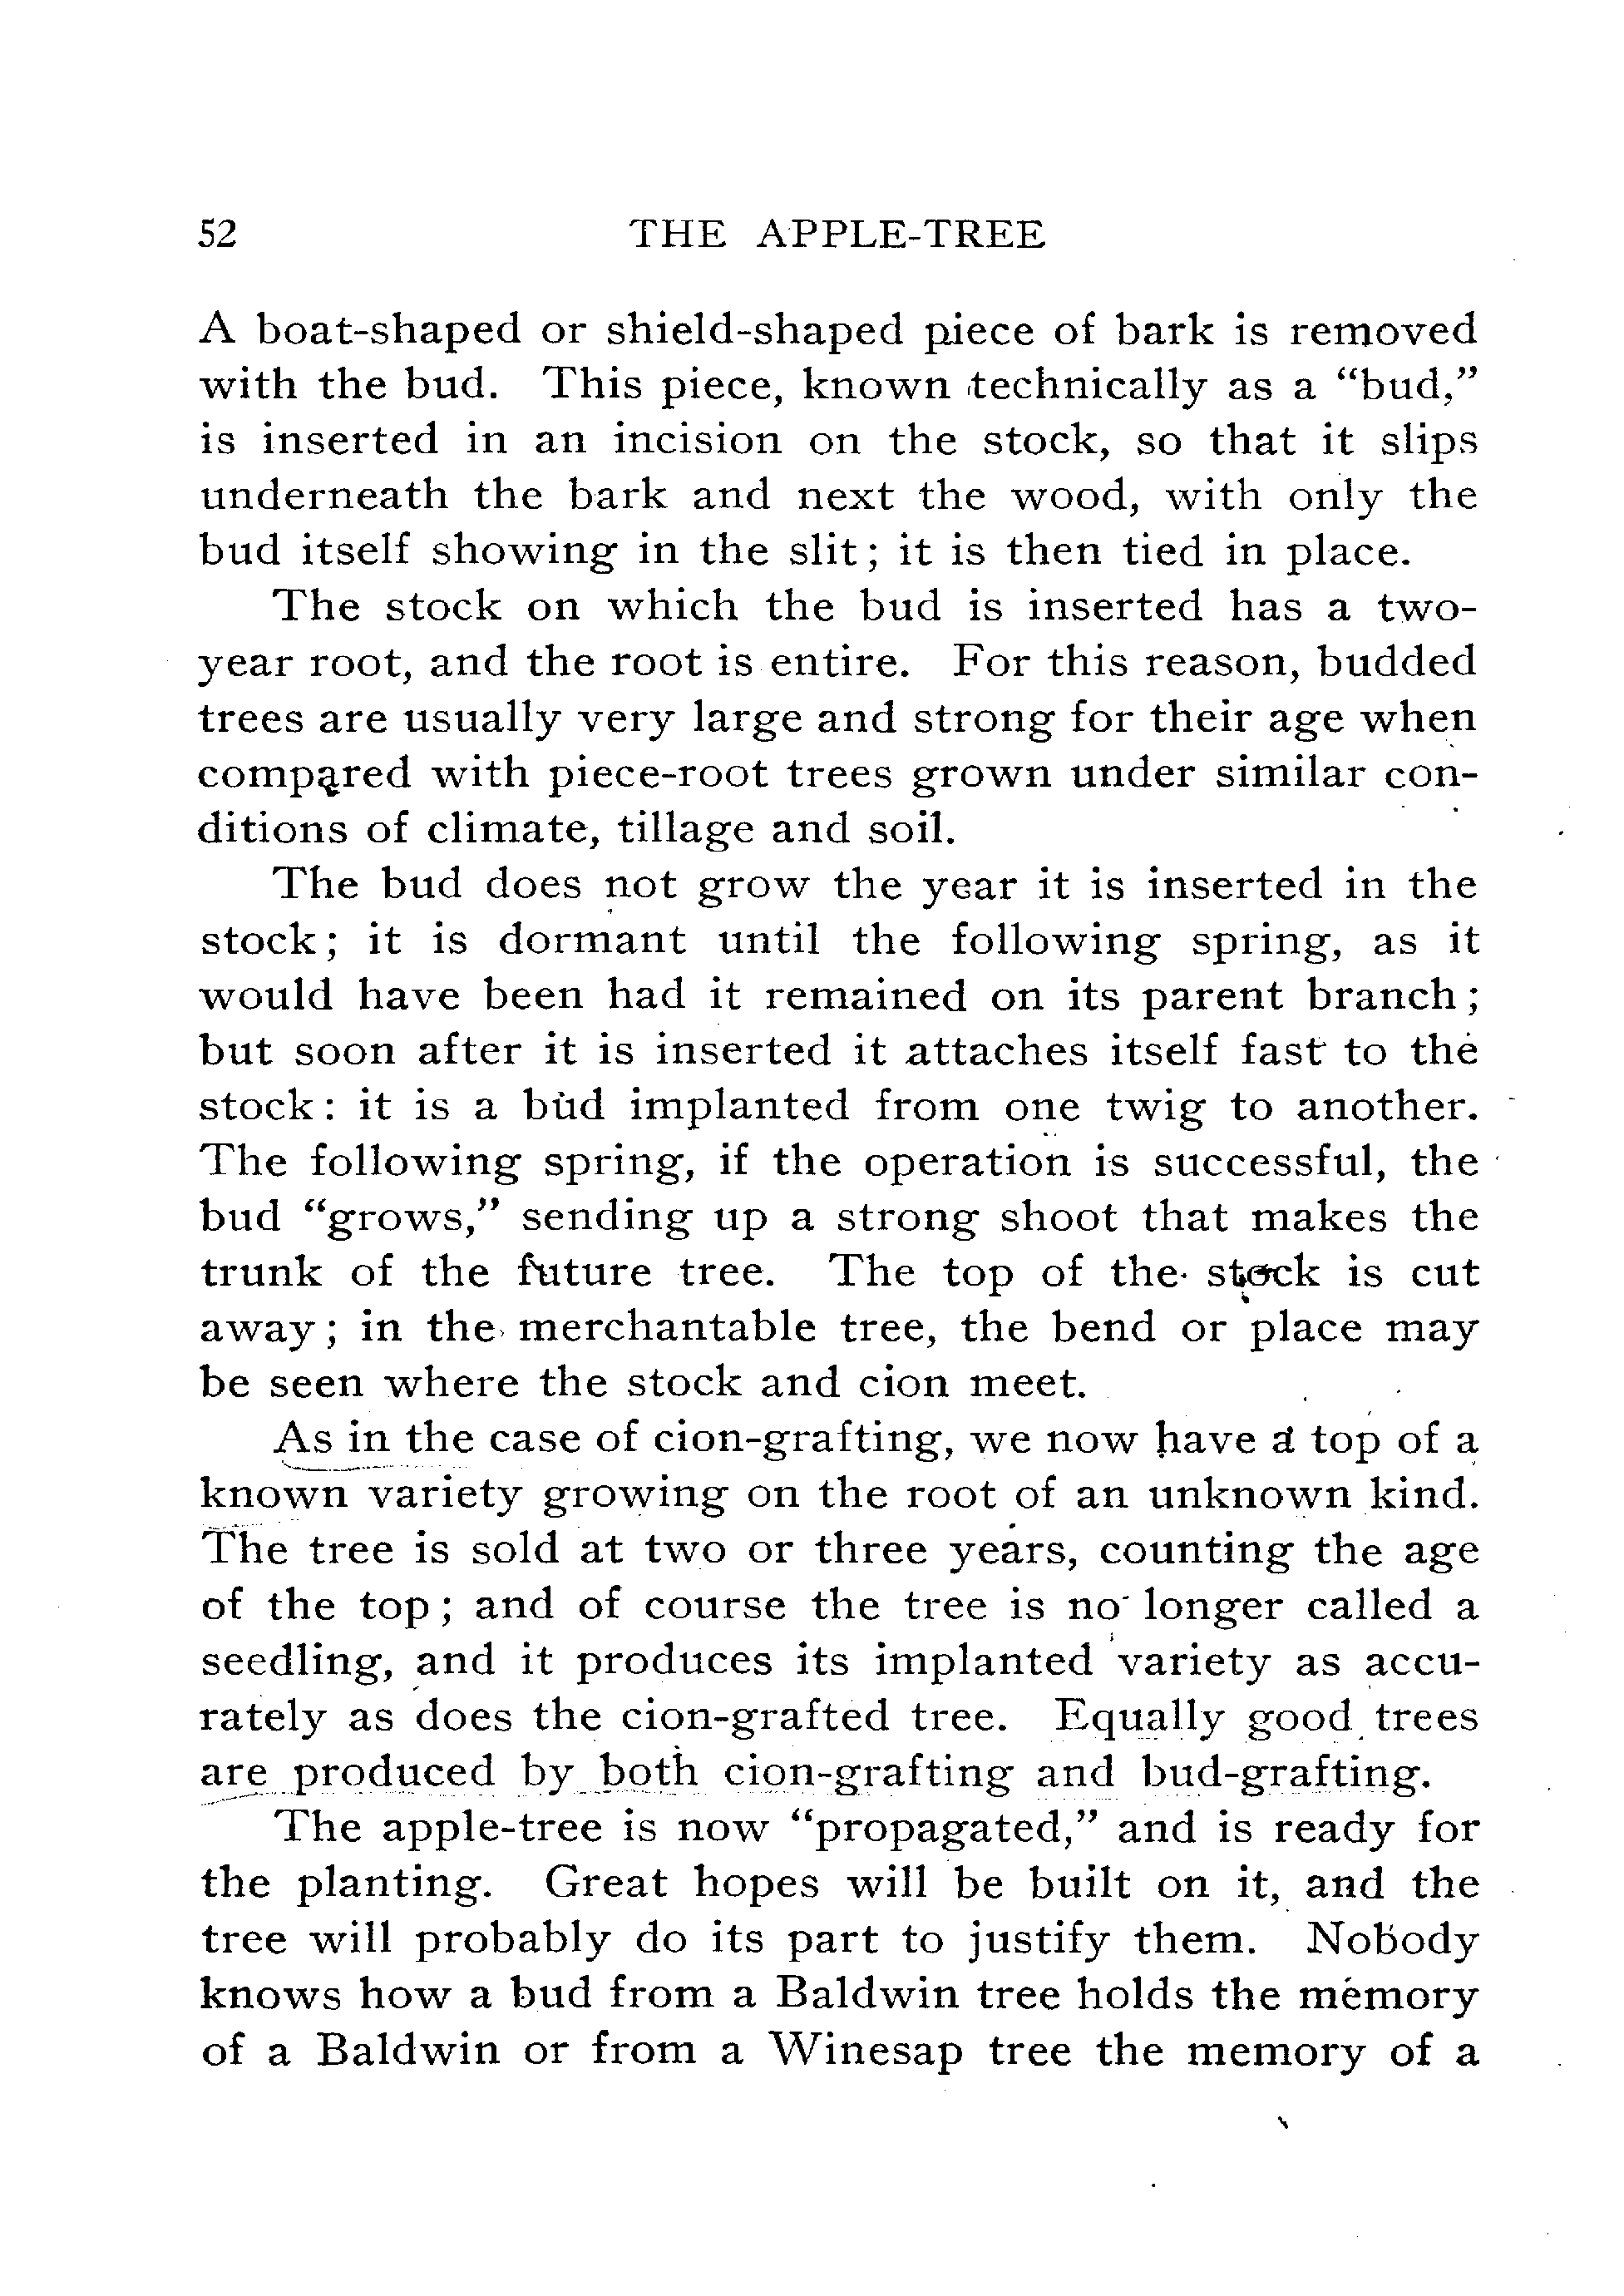 52 THE APPLE-TREE
A boat-shaped or shield-shaped piece of bark is removed
with the bud. This piece, known technically as a “bud,”
is inserted in an incision on the stock, so that it slips
underneath the bark and next the wood, with only the
bud itself showing in the slit; it is then tied in place.
The stock on which the bud is inserted has a two-
year root, and the root is entire. For this reason, budded
trees are usually very large and strong for their age when
compared with piece-root trees grown under similar con-
ditions of climate, tillage and soil.
The bud does not grow the year it is inserted in the
stock; it is dormant until the following spring, as it
would have been had it remained on its parent branch;
but soon after it is inserted it attaches itself fast to the
stock: it is a bud implanted from one twig to another.
The following spring, if the operation is successful, the
bud “grows,” sending up a strong shoot that makes the
trunk of the future tree. The top of the stock is cut
away; in the merchantable tree, the bend or place may
be seen where the stock and cion meet.
As in the case of cion-grafting, we now have a top of a
known variety growing on the root of an unknown kind.
The tree is sold at two or three years, counting the age
of the top; and of course the tree is no longer called a
seedling, and it produces its implanted variety as accu-
rately as does the cion-grafted tree. Equally good trees
are produced by both cion-grafting and bud-grafting.
The apple-tree is now “propagated,” and is ready for
the planting. Great hopes will be built on it, and the
tree will probably do its part to justify them. Nobody
knows how a bud from a Baldwin tree holds the memory
of a Baldwin or from a Winesap tree the memory of a